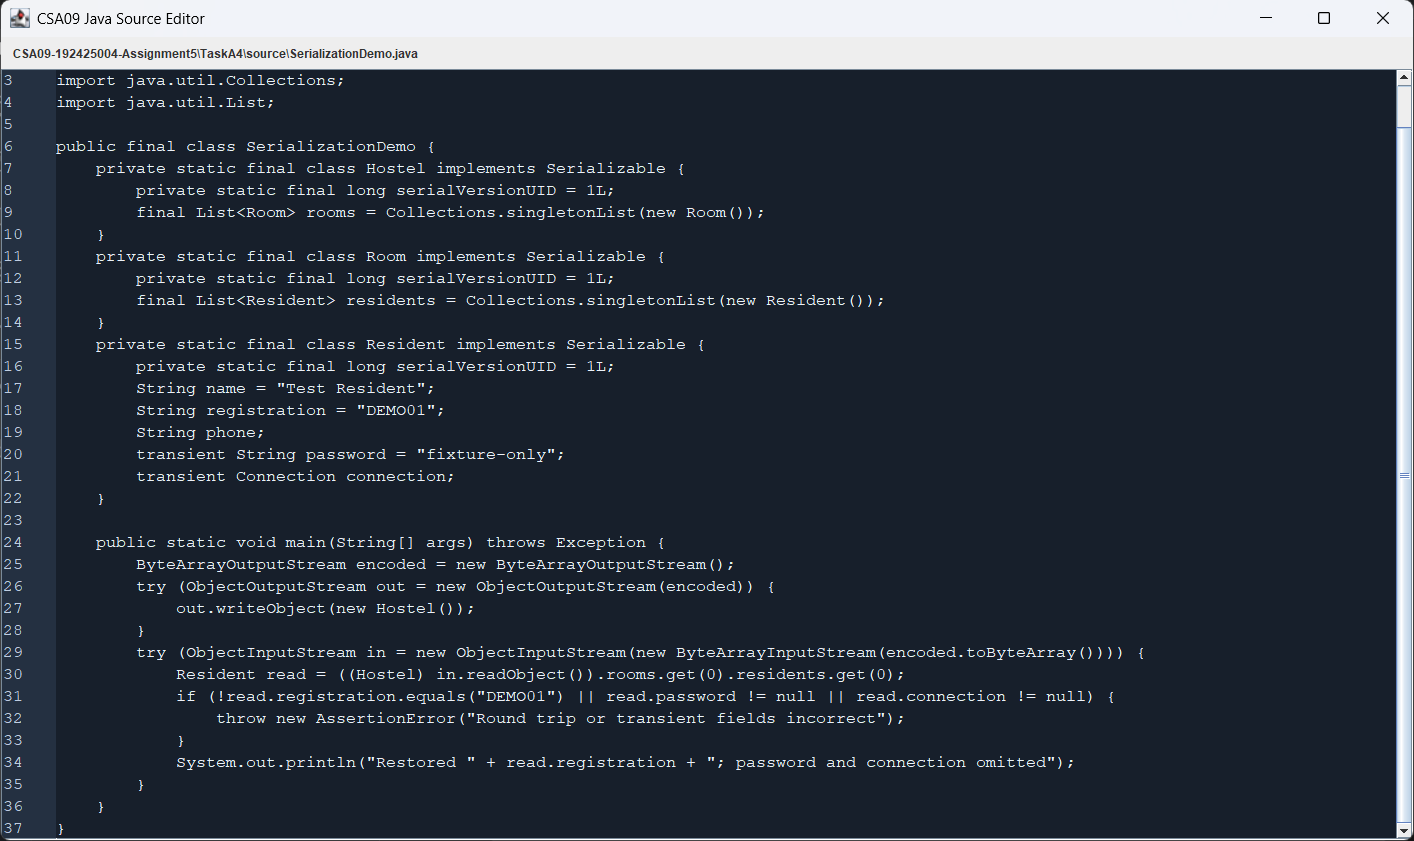 CSA09 Java Source Editor
CSA09-192425004-Assignment5\TaskA4\source\SerializationDemo.java
3 import java.util.Collections;
4 import java.util.List;
5
6 public final class SerializationDemo {
7     private static final class Hostel implements Serializable {
8         private static final long serialVersionUID = 1L;
9         final List<Room> rooms = Collections.singletonList(new Room());
10     }
11     private static final class Room implements Serializable {
12         private static final long serialVersionUID = 1L;
13         final List<Resident> residents = Collections.singletonList(new Resident());
14     }
15     private static final class Resident implements Serializable {
16         private static final long serialVersionUID = 1L;
17         String name = "Test Resident";
18         String registration = "DEMO01";
19         String phone;
20         transient String password = "fixture-only";
21         transient Connection connection;
22     }
23
24     public static void main(String[] args) throws Exception {
25         ByteArrayOutputStream encoded = new ByteArrayOutputStream();
26         try (ObjectOutputStream out = new ObjectOutputStream(encoded)) {
27             out.writeObject(new Hostel());
28         }
29         try (ObjectInputStream in = new ObjectInputStream(new ByteArrayInputStream(encoded.toByteArray()))) {
30             Resident read = ((Hostel) in.readObject()).rooms.get(0).residents.get(0);
31             if (!read.registration.equals("DEMO01") || read.password != null || read.connection != null) {
32                 throw new AssertionError("Round trip or transient fields incorrect");
33             }
34             System.out.println("Restored " + read.registration + "; password and connection omitted");
35         }
36     }
37 }